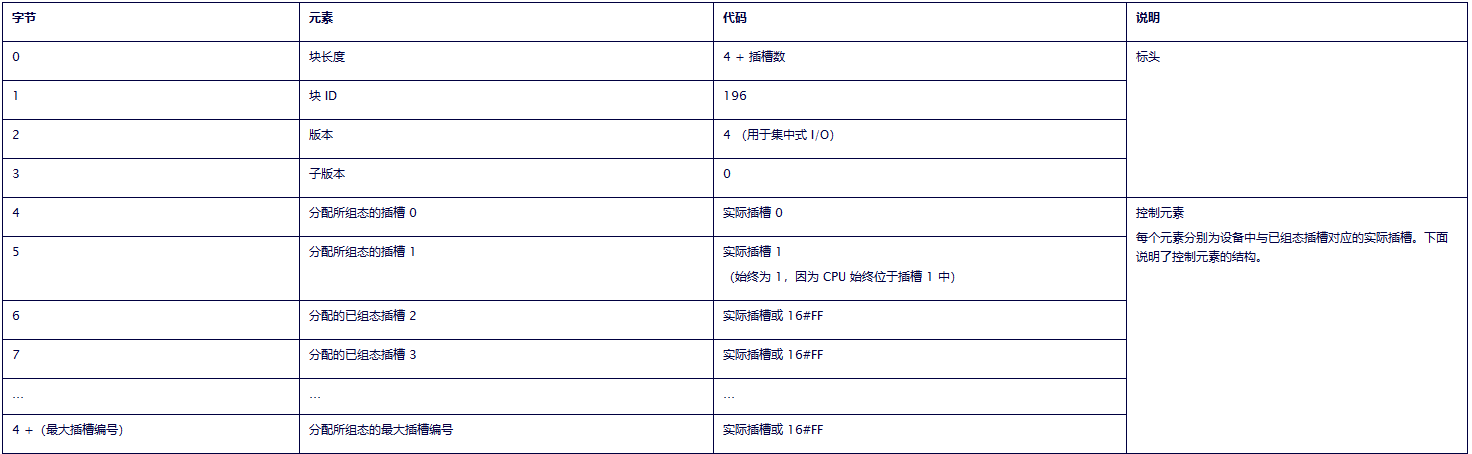 字节 元素 代码 说明
0 块长度 4 + 插槽数 标头
1 块 ID 196
2 版本 4 （用于集中式 I/O）
3 子版本 0
4 分配所组态的插槽 0 实际插槽 0 控制元素
每个元素分别为设备中与已组态插槽对应的实际插槽。下面
说明了控制元素的结构。
5 分配所组态的插槽 1 实际插槽 1
（始终为 1，因为 CPU 始终位于插槽 1 中）
6 分配的已组态插槽 2 实际插槽或 16#FF
7 分配的已组态插槽 3 实际插槽或 16#FF
… … …
4 +（最大插槽编号） 分配所组态的最大插槽编号 实际插槽或 16#FF